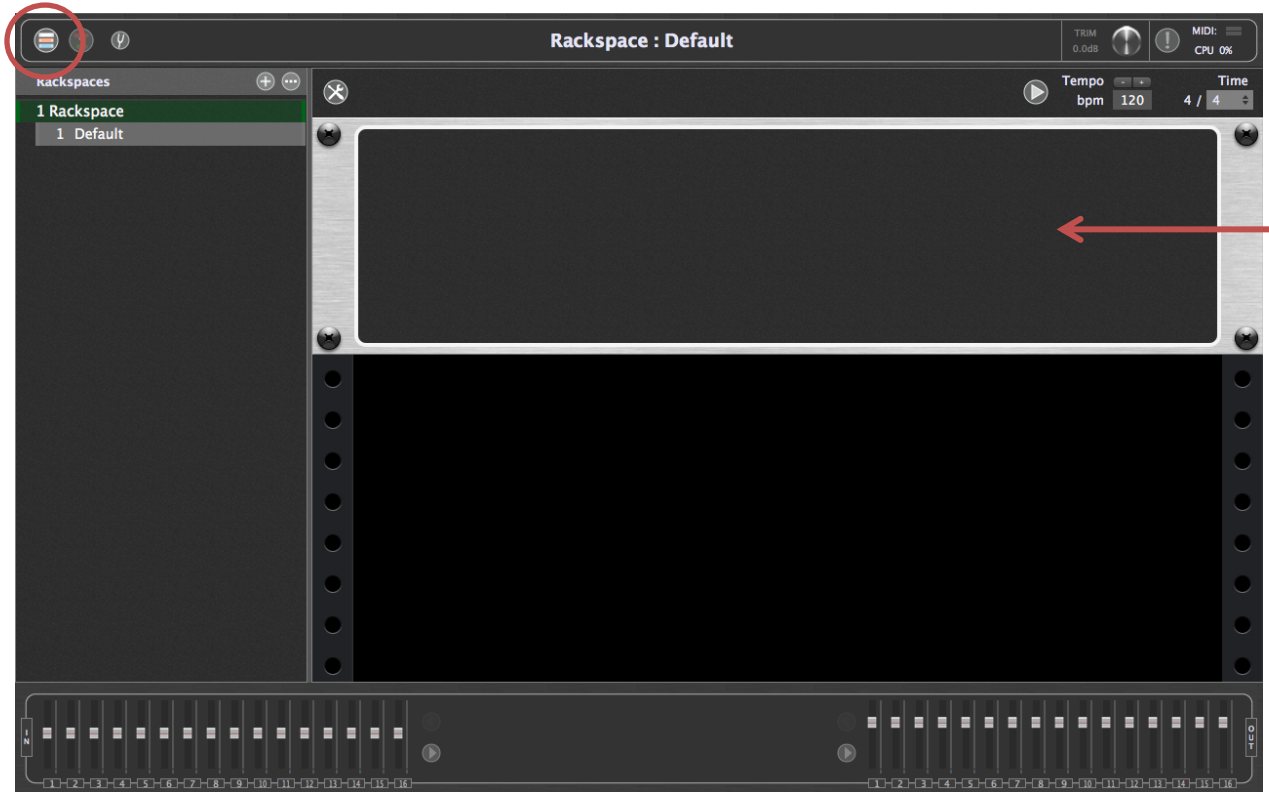 Rackspace : Default
TRIM
0.0dB
MIDI:
CPU 0%
Rackspaces
Tempo - +
Time
bpm 120
4 / 4
1 Rackspace
1 Default
IN
OUT
1 2 3 4 5 6 7 8 9 10 11 12 13 14 15 16
1 2 3 4 5 6 7 8 9 10 11 12 13 14 15 16